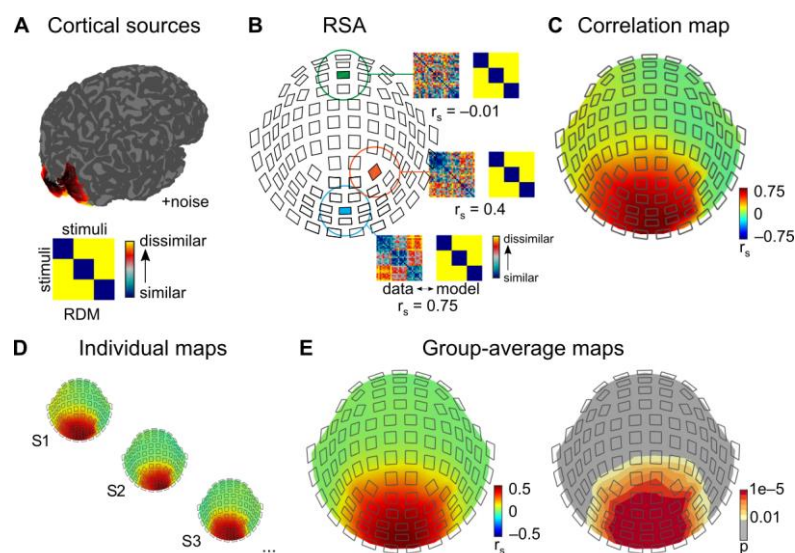 A Cortical sources
+noise
stimuli
stimuli
dissimilar
similar
RDM
B RSA
r_s = –0.01
r_s = 0.4
dissimilar
similar
data ↔ model
r_s = 0.75
C Correlation map
0.75
0
–0.75
r_s
D Individual maps
S1
S2
S3
...
E Group-average maps
0.5
0
–0.5
r_s
1e–5
0.01
p